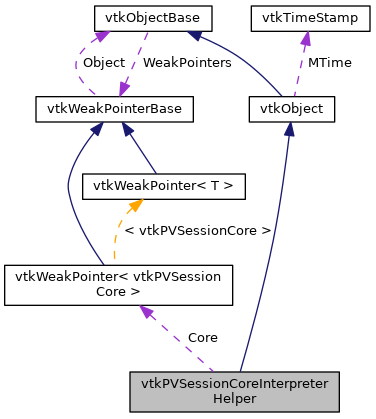 vtkObjectBase
vtkTimeStamp
Object
WeakPointers
MTime
vtkWeakPointerBase
vtkObject
vtkWeakPointer< T >
< vtkPVSessionCore >
vtkWeakPointer< vtkPVSession
Core >
Core
vtkPVSessionCoreInterpreter
Helper